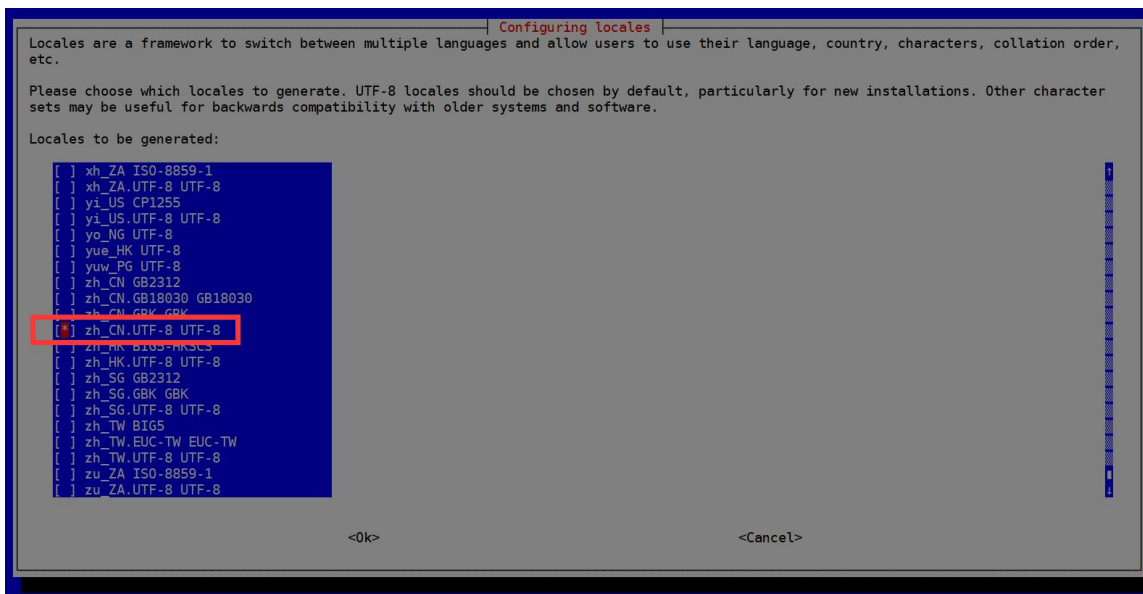 Configuring locales
Locales are a framework to switch between multiple languages and allow users to use their language, country, characters, collation order,
etc.
Please choose which locales to generate. UTF-8 locales should be chosen by default, particularly for new installations. Other character
sets may be useful for backwards compatibility with older systems and software.
Locales to be generated:
[ ] xh_ZA ISO-8859-1
[ ] xh_ZA.UTF-8 UTF-8
[ ] yi_US CP1255
[ ] yi_US.UTF-8 UTF-8
[ ] yo_NG UTF-8
[ ] yue_HK UTF-8
[ ] yuw_PG UTF-8
[ ] zh_CN GB2312
[ ] zh_CN.GB18030 GB18030
[ ] zh_CN.GBK GBK
[*] zh_CN.UTF-8 UTF-8
[ ] zh_HK BIG5-HKSCS
[ ] zh_HK.UTF-8 UTF-8
[ ] zh_SG GB2312
[ ] zh_SG.GBK GBK
[ ] zh_SG.UTF-8 UTF-8
[ ] zh_TW BIG5
[ ] zh_TW.EUC-TW EUC-TW
[ ] zh_TW.UTF-8 UTF-8
[ ] zu_ZA ISO-8859-1
[ ] zu_ZA.UTF-8 UTF-8
<Ok> <Cancel>